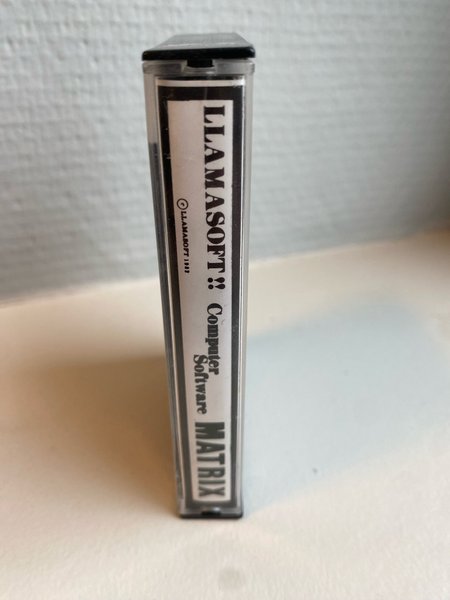 LLAMASOFT!!
Computer
Software
MATRIX
© LLAMASOFT 1983